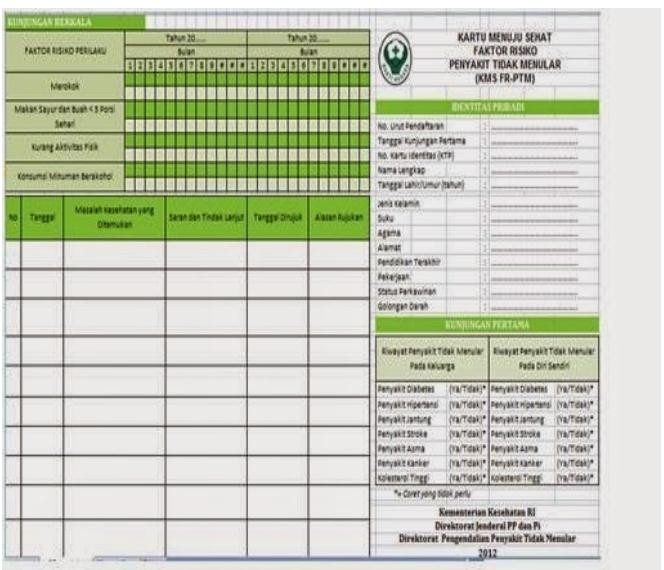 KUNJUNGAN BERKALA
FAKTOR RISIKO PERILAKU
Tahun 20......
Tahun 20......
Bulan
Bulan
1 2 3 4 5 6 7 8 9 # # # 1 2 3 4 5 6 7 8 9 # # #
Merokok
Makan Sayur dan Buah < 5 Porsi
Sehari
Kurang Aktivitas Fisik
Konsumsi Minuman Berakohol
No
Tanggal
Masalah Kesehatan yang
Ditemukan
Saran dan Tindak Lanjut
Tanggal Dirujuk
Alasan Rujukan
KARTU MENUJU SEHAT
FAKTOR RISIKO
PENYAKIT TIDAK MENULAR
(KMS FR-PTM)
IDENTITAS PRIBADI
No. Urut Pendaftaran :
Tanggal Kunjungan Pertama :
No. Kartu Identitas (KTP) :
Nama Lengkap :
Tanggal Lahir/Umur (tahun) :
Jenis Kelamin :
Suku :
Agama :
Alamat :
Pendidikan Terakhir :
Pekerjaan :
Status Perkawinan :
Golongan Darah :
KUNJUNGAN PERTAMA
Riwayat Penyakit Tidak Menular
Pada Keluarga
Riwayat Penyakit Tidak Menular
Pada Diri Sendiri
Penyakit Diabetes (Ya/Tidak)* Penyakit Diabetes (Ya/Tidak)*
Penyakit Hipertensi (Ya/Tidak)* Penyakit Hipertensi (Ya/Tidak)*
Penyakit Jantung (Ya/Tidak)* Penyakit Jantung (Ya/Tidak)*
Penyakit Stroke (Ya/Tidak)* Penyakit Stroke (Ya/Tidak)*
Penyakit Asma (Ya/Tidak)* Penyakit Asma (Ya/Tidak)*
Penyakit Kanker (Ya/Tidak)* Penyakit Kanker (Ya/Tidak)*
Kolesterol Tinggi (Ya/Tidak)* Kolesterol Tinggi (Ya/Tidak)*
*= Coret yang tidak perlu
Kementerian Kesehatan RI
Direktorat Jenderal PP dan Pl
Direktorat Pengendalian Penyakit Tidak Menular
2012